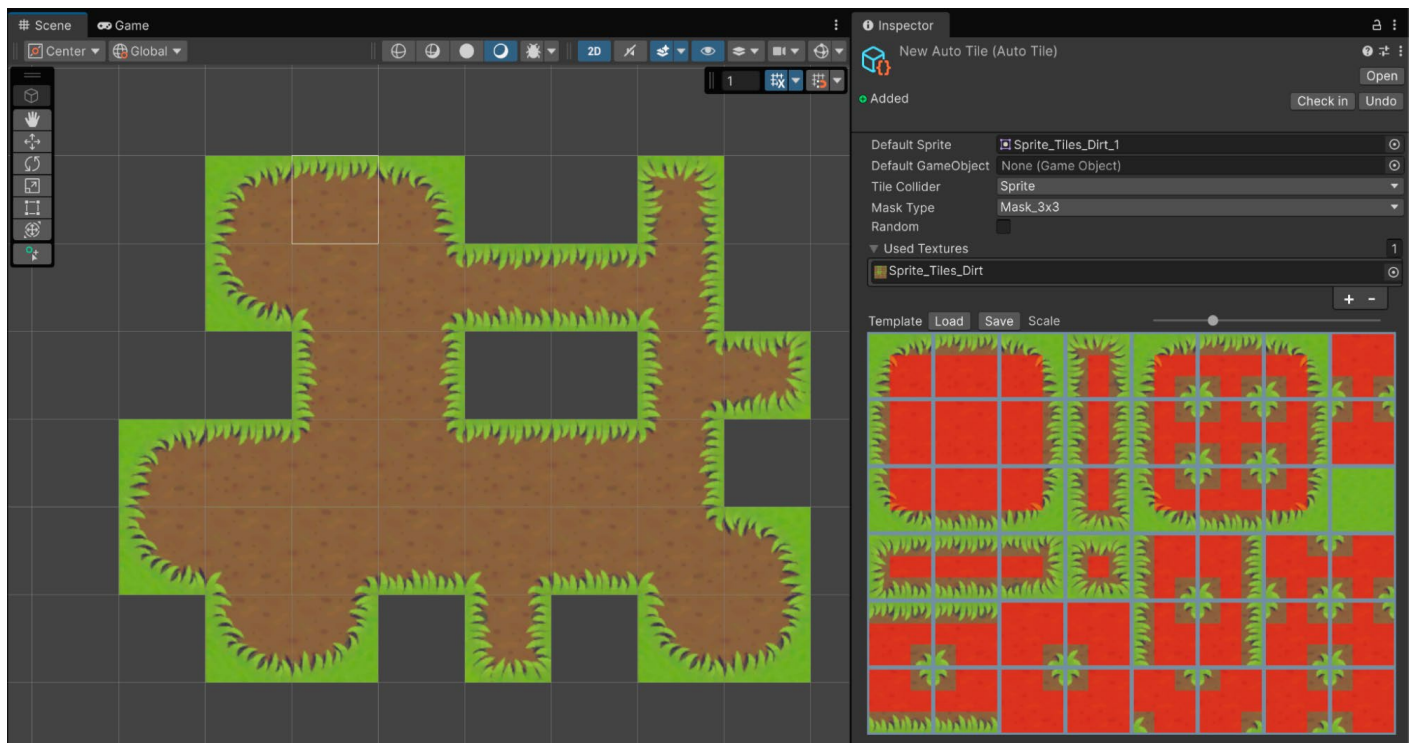 Scene Game
Center Global
2D
1
Inspector
New Auto Tile (Auto Tile)
Open
Added
Check in Undo
Default Sprite Sprite_Tiles_Dirt_1
Default GameObject None (Game Object)
Tile Collider Sprite
Mask Type Mask_3x3
Random
Used Textures 1
Sprite_Tiles_Dirt
+ -
Template Load Save Scale